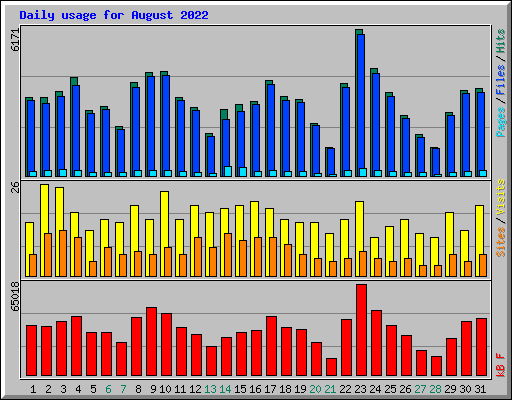 Daily usage for August 2022
6171
Pages / Files / Hits
26
Sites / Visits
65018
kB F
1 2 3 4 5 6 7 8 9 10 11 12 13 14 15 16 17 18 19 20 21 22 23 24 25 26 27 28 29 30 31